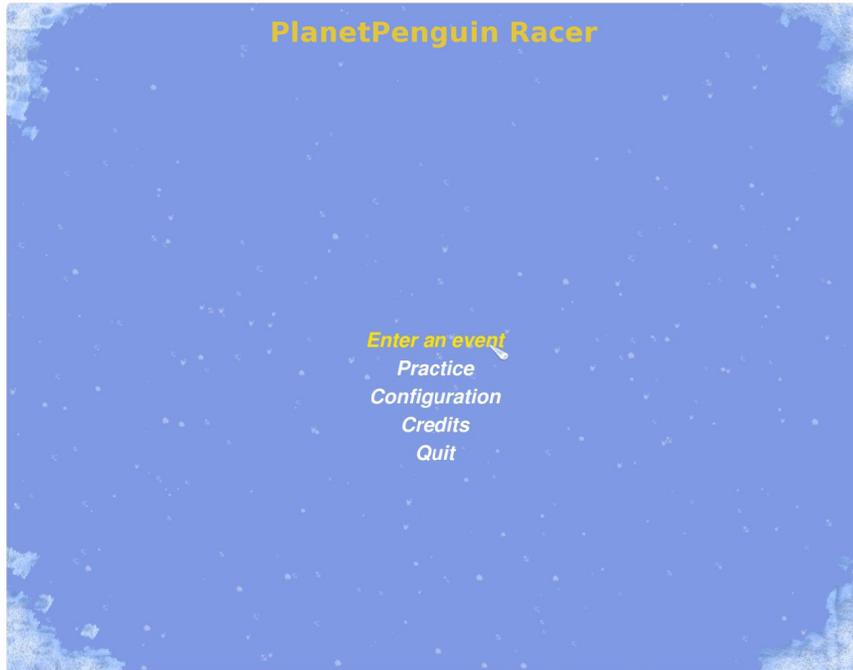 PlanetPenguin Racer
Enter an event
Practice
Configuration
Credits
Quit